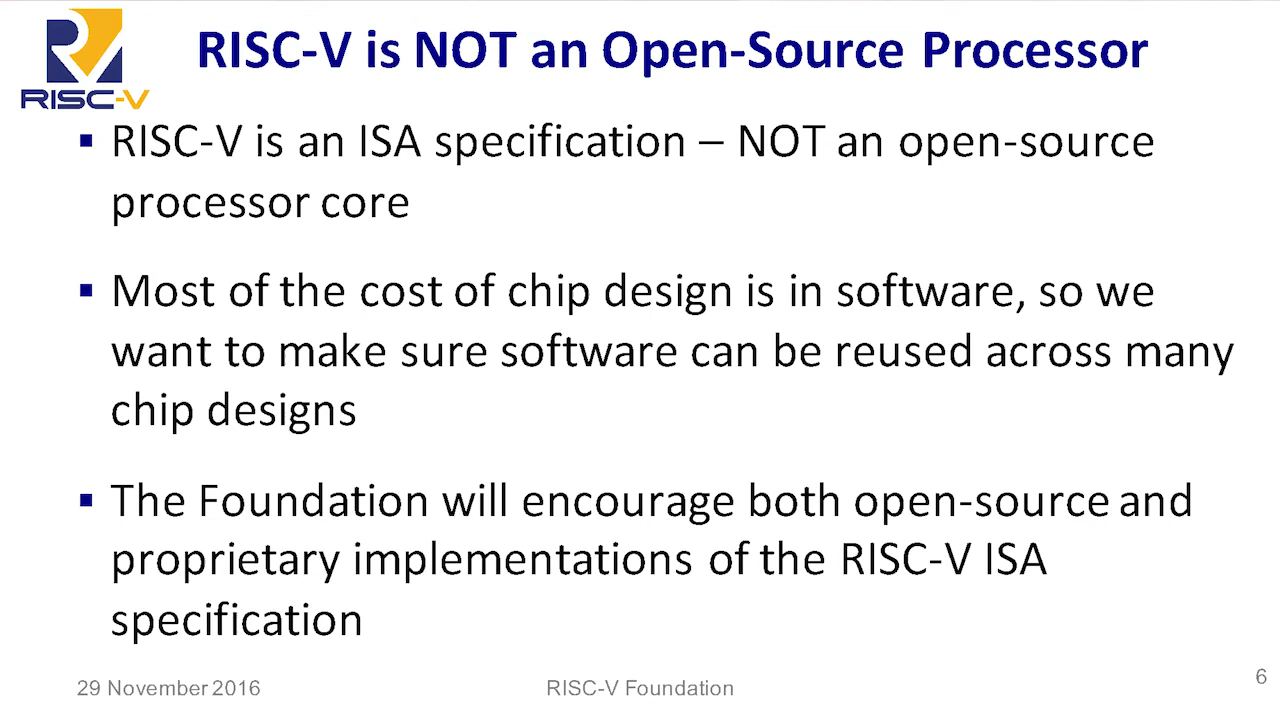 RISC-V
RISC-V is NOT an Open-Source Processor
▪ RISC-V is an ISA specification – NOT an open-source
processor core
▪ Most of the cost of chip design is in software, so we
want to make sure software can be reused across many
chip designs
▪ The Foundation will encourage both open-source and
proprietary implementations of the RISC-V ISA
specification
29 November 2016
RISC-V Foundation
6